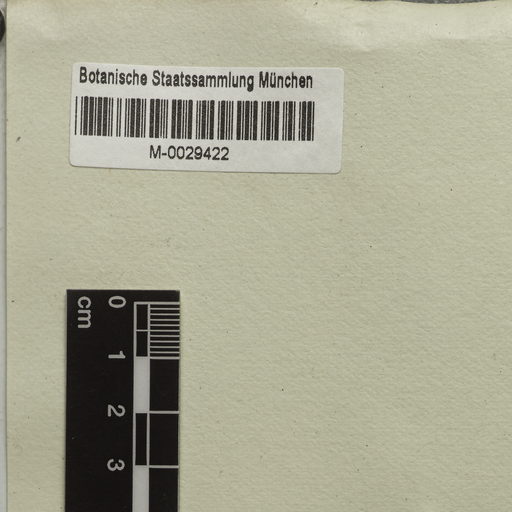 Botanische Staatssammlung München
M-0029422
cm
0
1
2
3